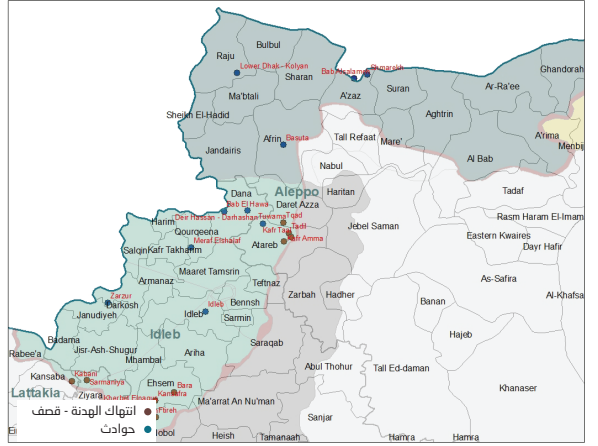 Ghandorah
Bulbul
Raju
Lower Dhak - Kolyan
Sharan
Bab Alsalama
Shmarekh
Ar-Ra'ee
Suran
A'zaz
Ma'btali
Aghtrin
Sheikh El-Hadid
A'rima
Afrin
Basuta
Tall Refaat
Mare'
Menbij
Jandairis
Nabul
Al Bab
Dana
Aleppo
Haritan
Tadaf
Bab El Hawa
Daret Azza
Deir Hassan - Darhashan
Tuwama
Tqad
Rasm Haram El-Imam
Harim
Kafr Taal
Tadil
Jebel Saman
Qourqeena
Kafr Amma
Eastern Kwaires
Meraf Elshalaf
Atareb
Dayr Hafir
Salqin
Kafr Takharim
Maaret Tamsrin
As-Safira
Armanaz
Teftnaz
Zarzur
Zarbah
Hadher
Al-Khafsa
Darkosh
Idleb
Bennsh
Banan
Janudiyeh
Idleb
Sarmin
Idleb
Hajeb
Badama
Saraqab
Rabee'a
Jisr-Ash-Shugur
Ariha
Mhambal
Abul Thohur
Tall Ed-daman
Kansaba
Kabani
Sarmaniya
Ehsem
Bara
Khanaser
Lattakia
Ziyara
Kansafra
Ma'arrat An Nu'man
انتهاك الهدنة - قصف
Sanjar
حوادث
Heish
Tamanaah
Hamra
Hamra